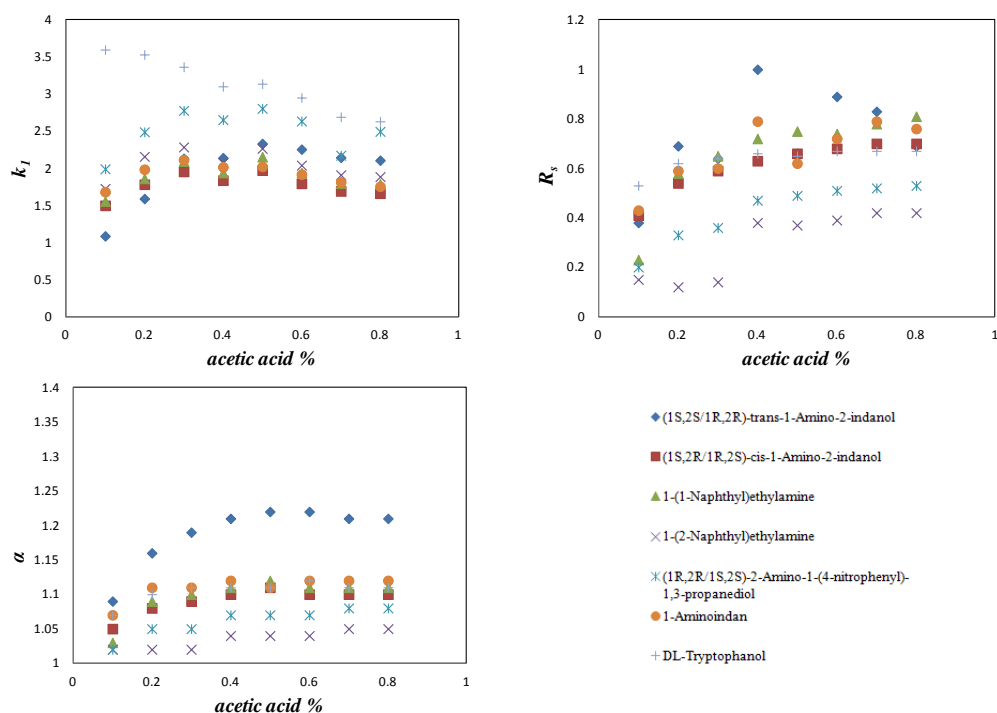 4
3.5
3
2.5
2
1.5
1
0.5
0
0 0.2 0.4 0.6 0.8 1
k1
acetic acid %
1.2
1
0.8
0.6
0.4
0.2
0
0 0.2 0.4 0.6 0.8 1
Rs
acetic acid %
1.4
1.35
1.3
1.25
1.2
1.15
1.1
1.05
1
0 0.2 0.4 0.6 0.8 1
α
acetic acid %
(1S,2S/1R,2R)-trans-1-Amino-2-indanol
(1S,2R/1R,2S)-cis-1-Amino-2-indanol
1-(1-Naphthyl)ethylamine
1-(2-Naphthyl)ethylamine
(1R,2R/1S,2S)-2-Amino-1-(4-nitrophenyl)-
1,3-propanediol
1-Aminoindan
DL-Tryptophanol